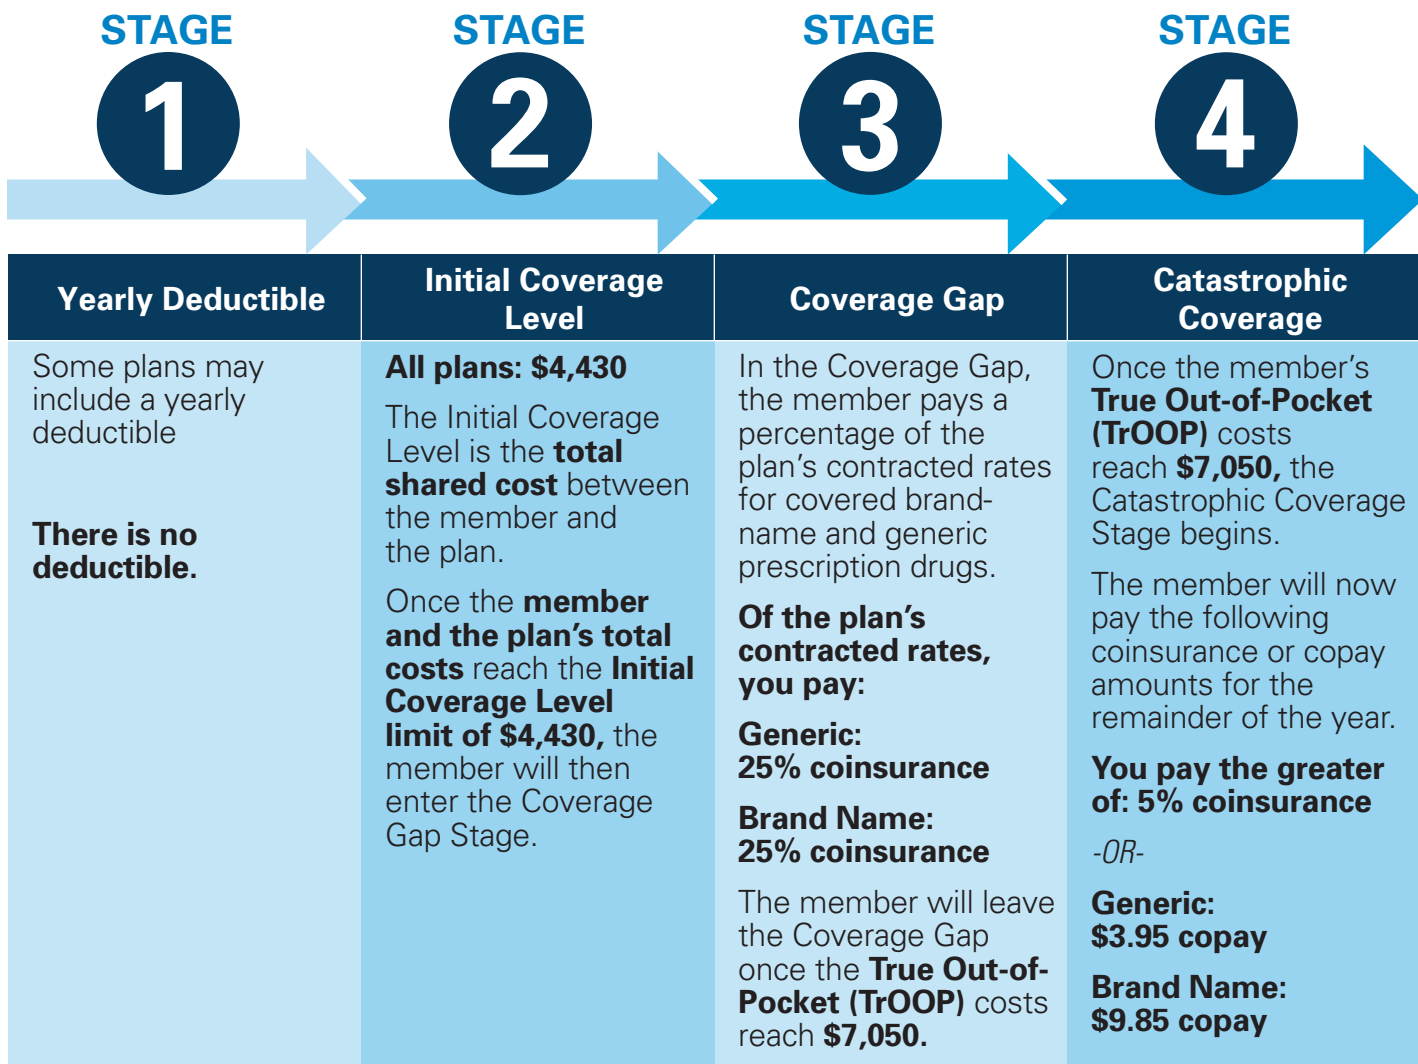 STAGE
1
STAGE
2
STAGE
3
STAGE
4
Yearly Deductible
Some plans may
include a yearly
deductible
There is no
deductible.
Initial Coverage
Level
All plans: $4,430
The Initial Coverage
Level is the total
shared cost between
the member and
the plan.
Once the member
and the plan’s total
costs reach the Initial
Coverage Level
limit of $4,430, the
member will then
enter the Coverage
Gap Stage.
Coverage Gap
In the Coverage Gap,
the member pays a
percentage of the
plan’s contracted rates
for covered brand-
name and generic
prescription drugs.
Of the plan’s
contracted rates,
you pay:
Generic:
25% coinsurance
Brand Name:
25% coinsurance
The member will leave
the Coverage Gap
once the True Out-of-
Pocket (TrOOP) costs
reach $7,050.
Catastrophic
Coverage
Once the member’s
True Out-of-Pocket
(TrOOP) costs
reach $7,050, the
Catastrophic Coverage
Stage begins.
The member will now
pay the following
coinsurance or copay
amounts for the
remainder of the year.
You pay the greater
of: 5% coinsurance
-OR-
Generic:
$3.95 copay
Brand Name:
$9.85 copay